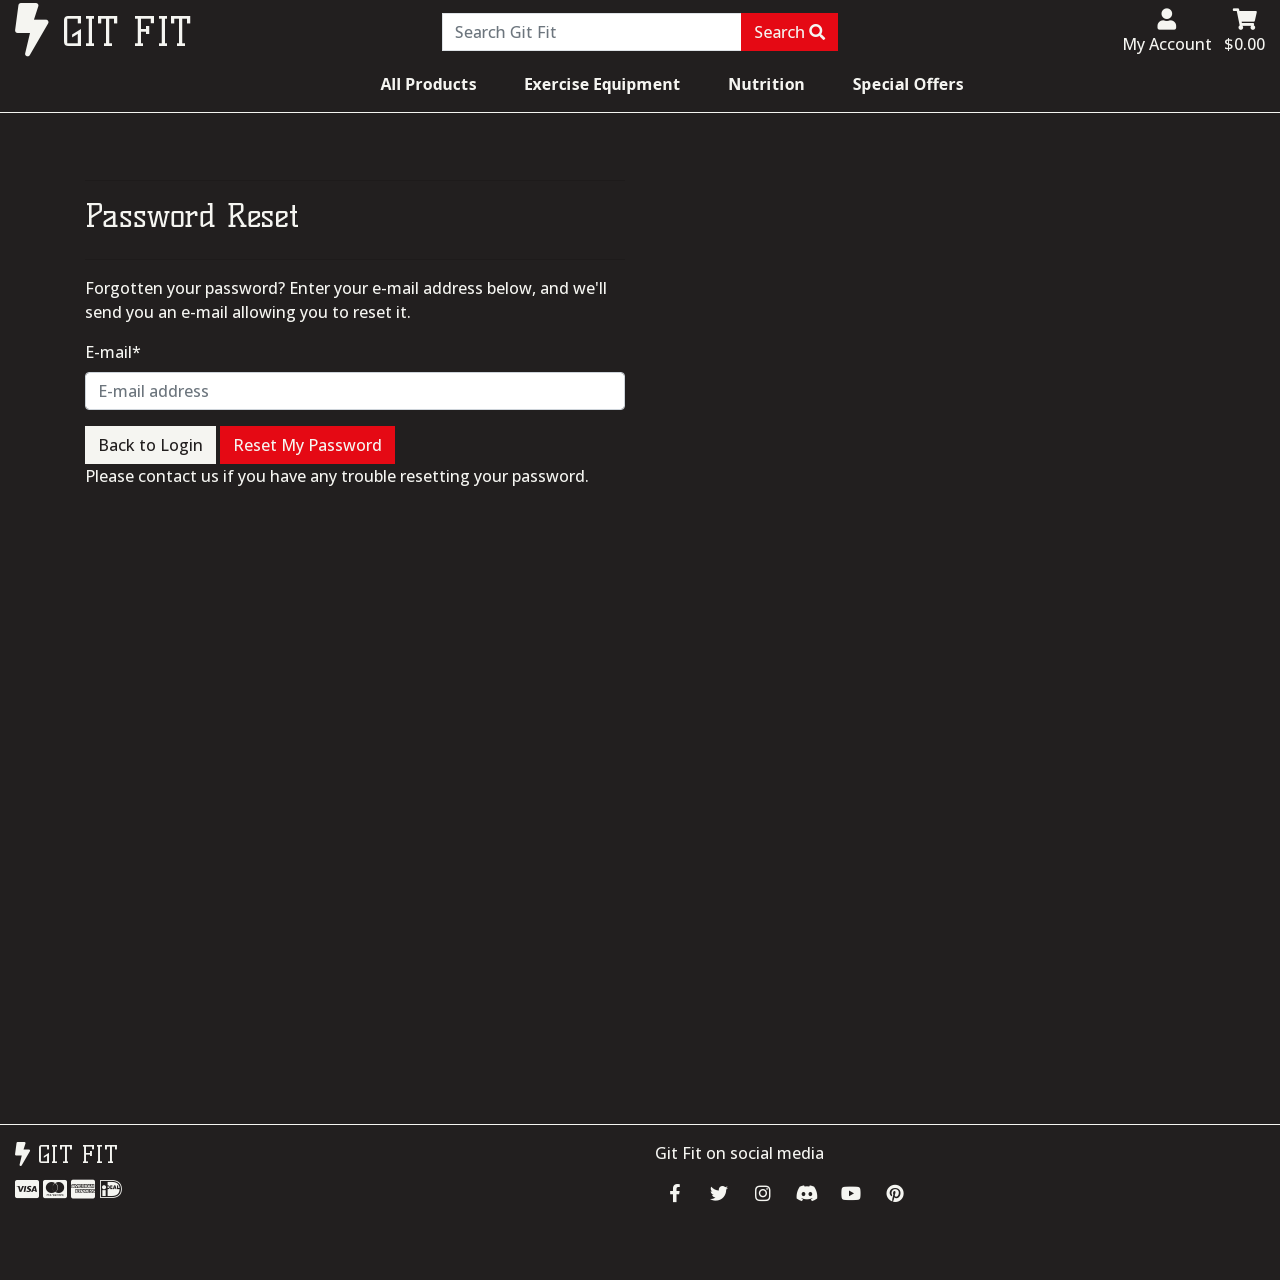 GIT FIT
Search Git Fit
Search
My Account
$0.00
All Products
Exercise Equipment
Nutrition
Special Offers
Password Reset
Forgotten your password? Enter your e-mail address below, and we'll
send you an e-mail allowing you to reset it.
E-mail*
E-mail address
Back to Login
Reset My Password
Please contact us if you have any trouble resetting your password.
GIT FIT
Git Fit on social media
VISA
iDEAL